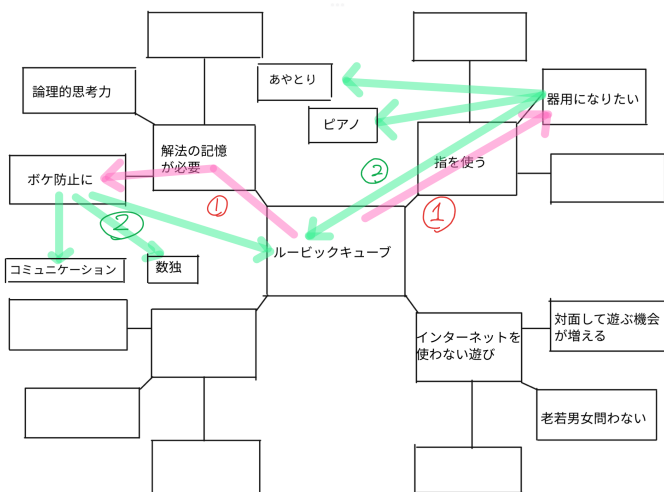 あやとり
論理的思考力
器用になりたい
ピアノ
解法の記憶
が必要
指を使う
ボケ防止に
②
①
①
②
ルービックキューブ
コミュニケーション
数独
対面して遊ぶ機会
が増える
インターネットを
使わない遊び
老若男女問わない